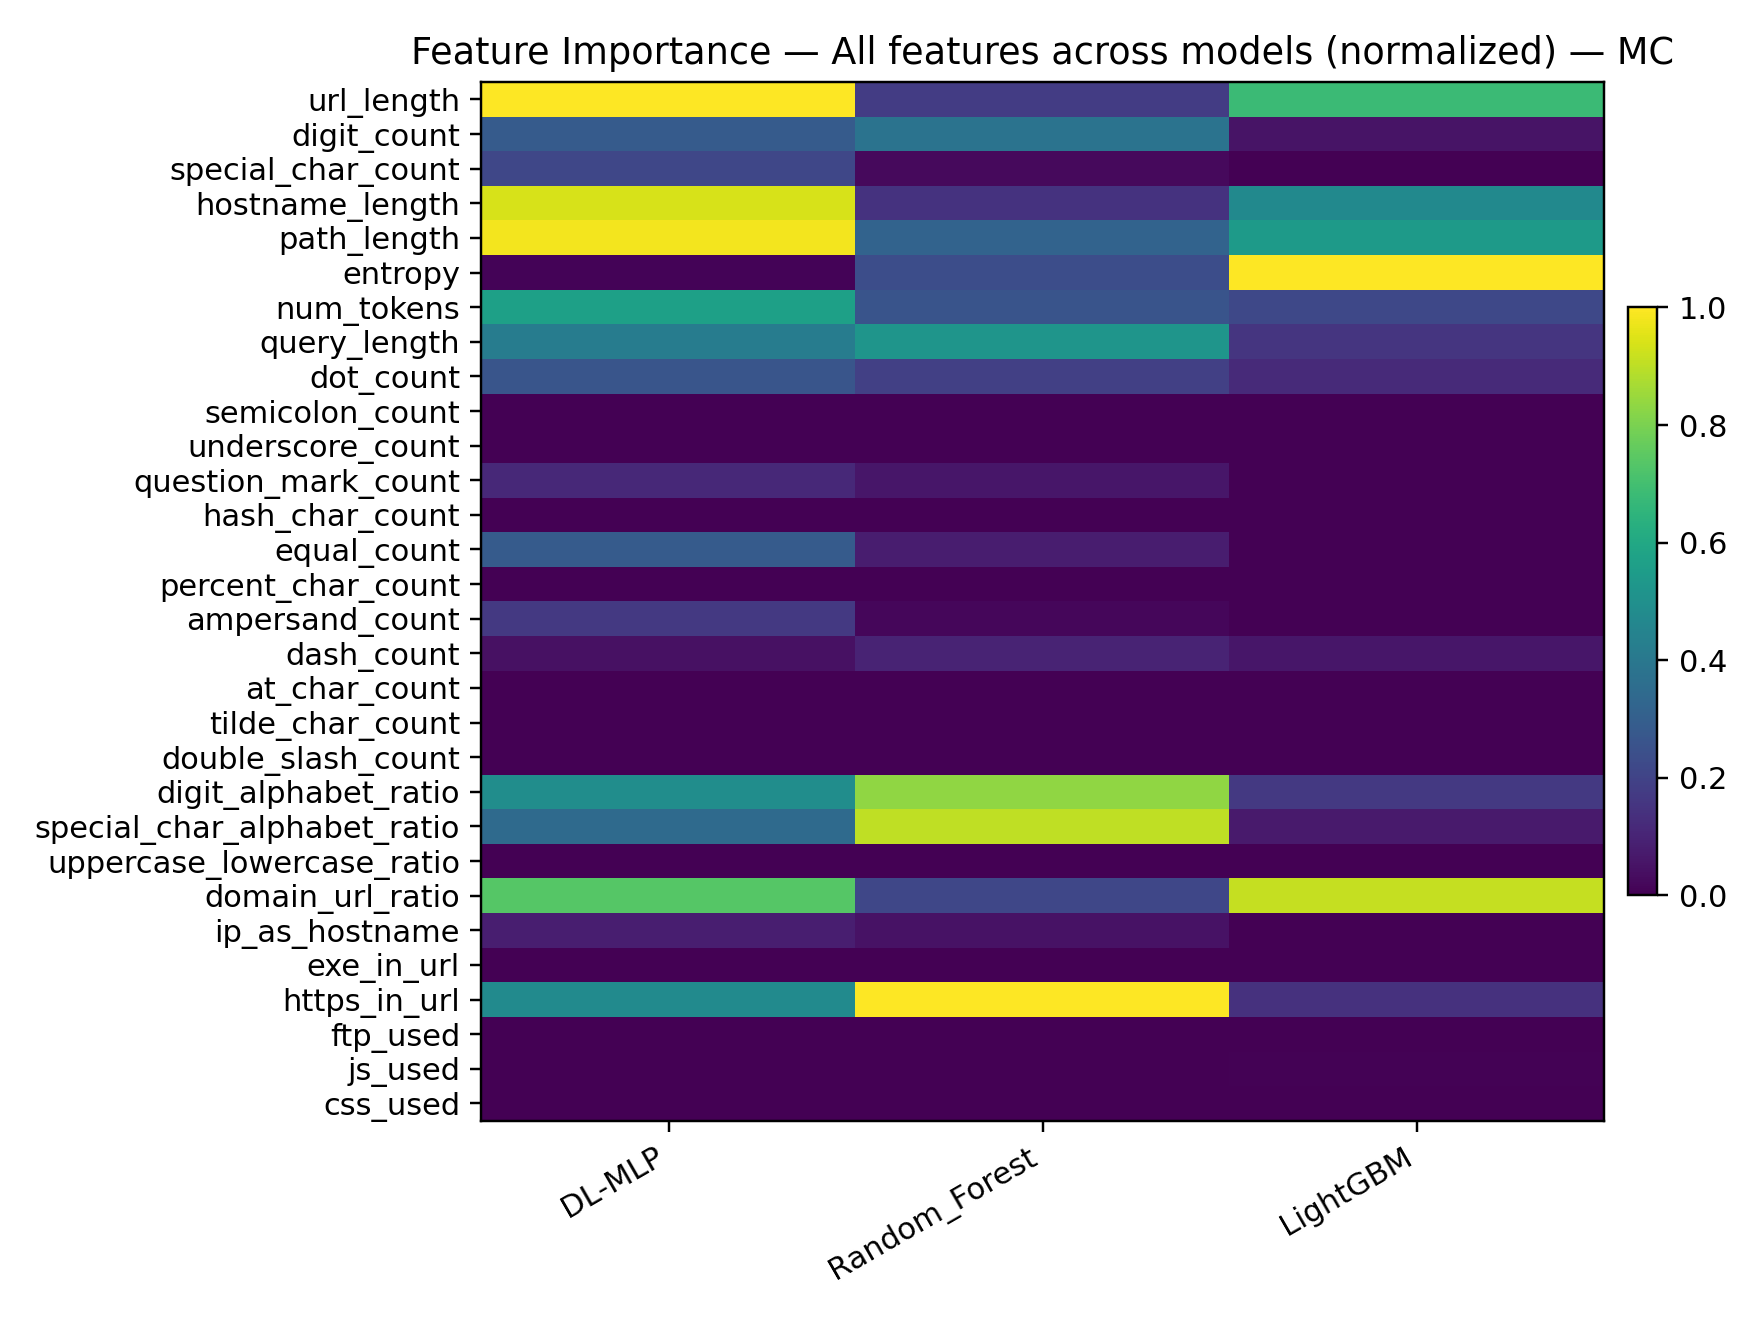 Feature Importance — All features across models (normalized) — MC
url_length
digit_count
special_char_count
hostname_length
path_length
entropy
num_tokens
query_length
dot_count
semicolon_count
underscore_count
question_mark_count
hash_char_count
equal_count
percent_char_count
ampersand_count
dash_count
at_char_count
tilde_char_count
double_slash_count
digit_alphabet_ratio
special_char_alphabet_ratio
uppercase_lowercase_ratio
domain_url_ratio
ip_as_hostname
exe_in_url
https_in_url
ftp_used
js_used
css_used
DL-MLP
Random_Forest
LightGBM
1.0
0.8
0.6
0.4
0.2
0.0